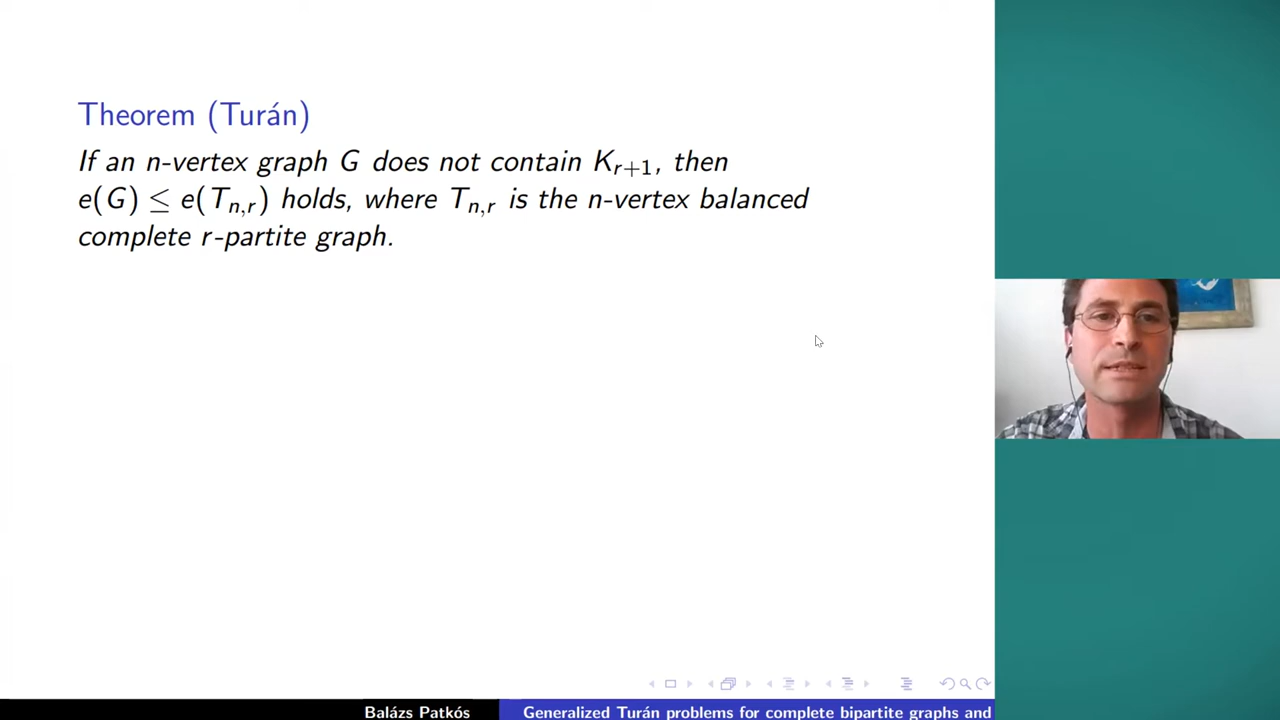 Theorem (Turán)
If an n-vertex graph G does not contain K_{r+1}, then
e(G) ≤ e(T_{n,r}) holds, where T_{n,r} is the n-vertex balanced
complete r-partite graph.
Balázs Patkós
Generalized Turán problems for complete bipartite graphs and